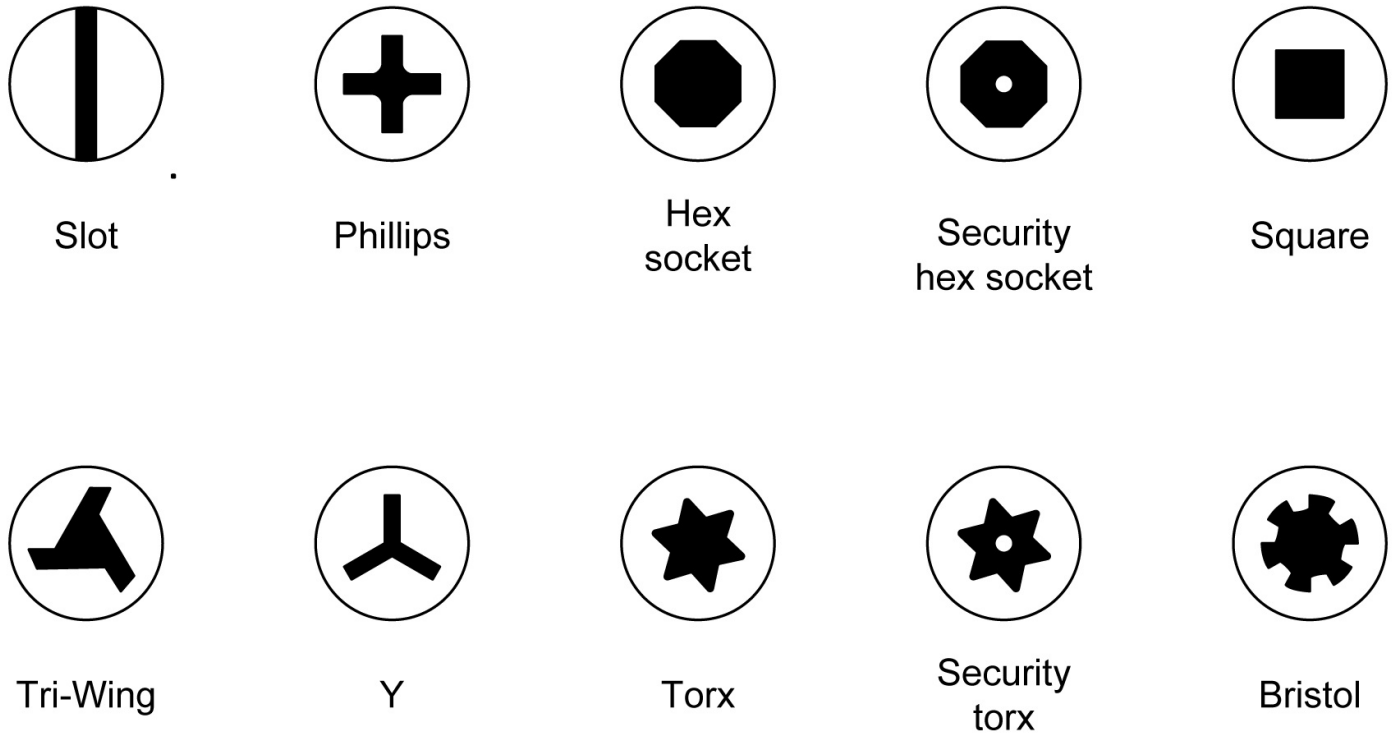 Slot
Phillips
Hex
socket
Security
hex socket
Square
Tri-Wing
Y
Torx
Security
torx
Bristol